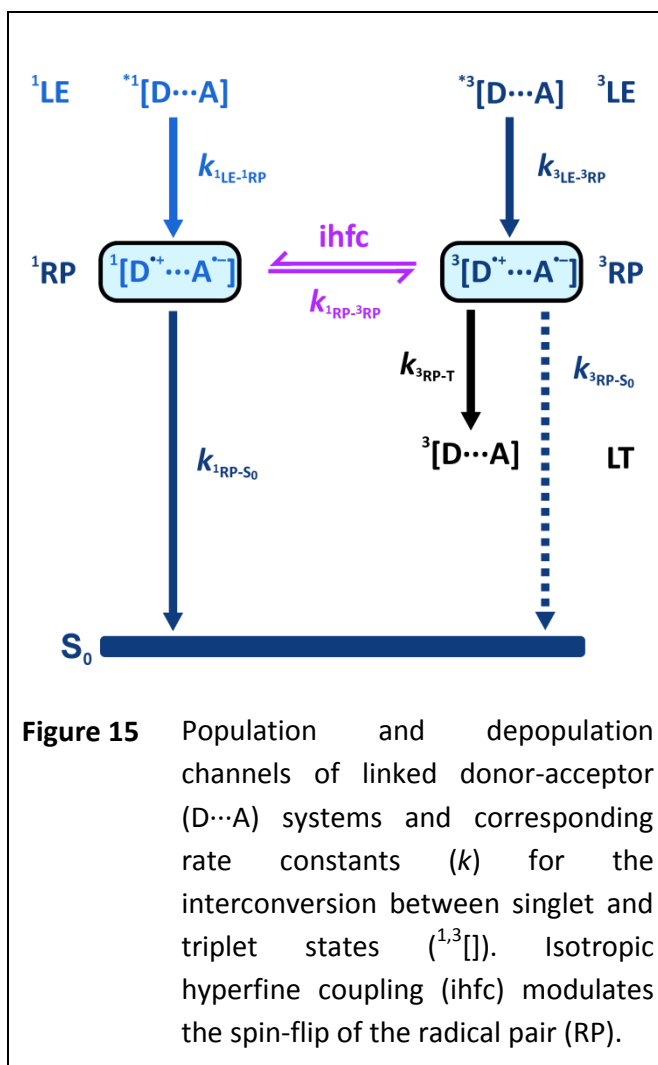 ¹LE *¹[D···A] *³[D···A] ³LE
k₁LE-¹RP k₃LE-³RP
ihfc
¹RP ¹[D•⁺···A•⁻] ³[D•⁺···A•⁻] ³RP
k₁RP-³RP
k₃RP-T k₃RP-S₀
k₁RP-S₀ ³[D···A] LT
S₀
Figure 15 Population and depopulation
channels of linked donor-acceptor
(D···A) systems and corresponding
rate constants (k) for the
interconversion between singlet and
triplet states (¹,³[]). Isotropic
hyperfine coupling (ihfc) modulates
the spin-flip of the radical pair (RP).